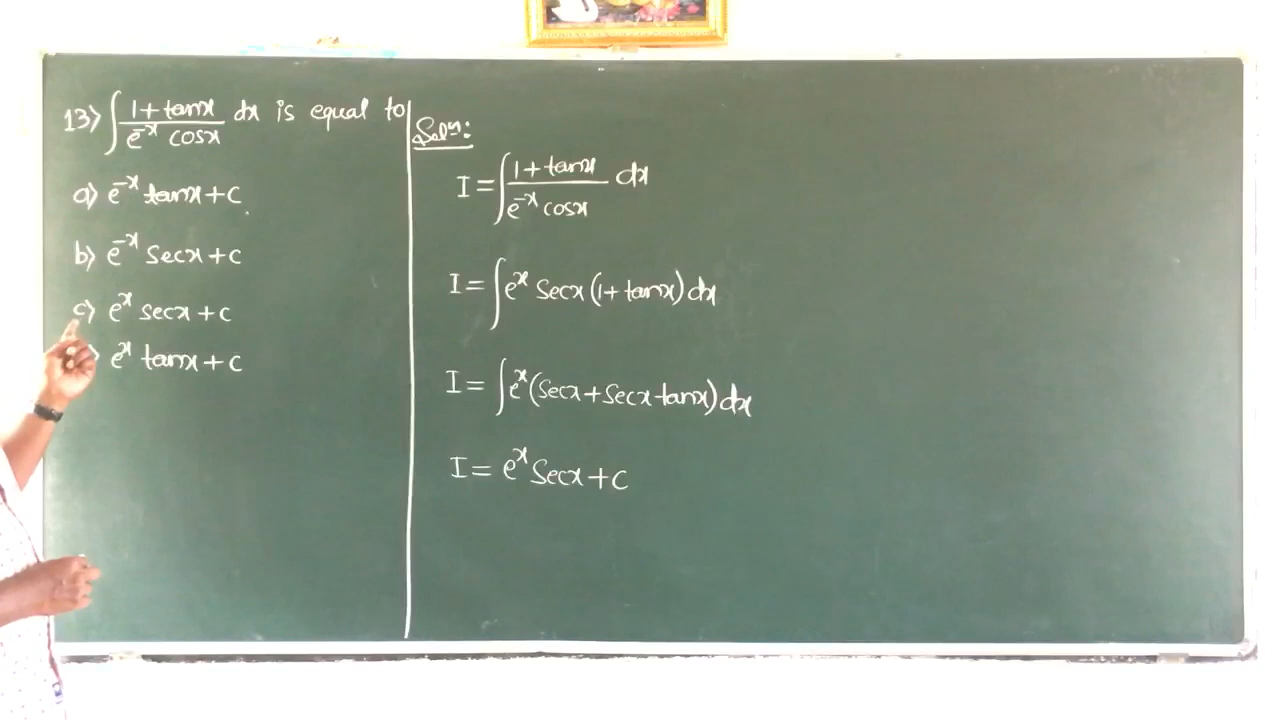 13) ∫ (1+tanx)/(e^-x cosx) dx is equal to
a) e^-x tanx+c
b) e^-x Secx+c
c) e^x secx+c
) e^x tanx+c
Solⁿ:
I = ∫ (1+tanx)/(e^-x cosx) dx
I = ∫ e^x Secx (1+tanx) dx
I = ∫ e^x (Secx+Secx tanx) dx
I = e^x Secx+c